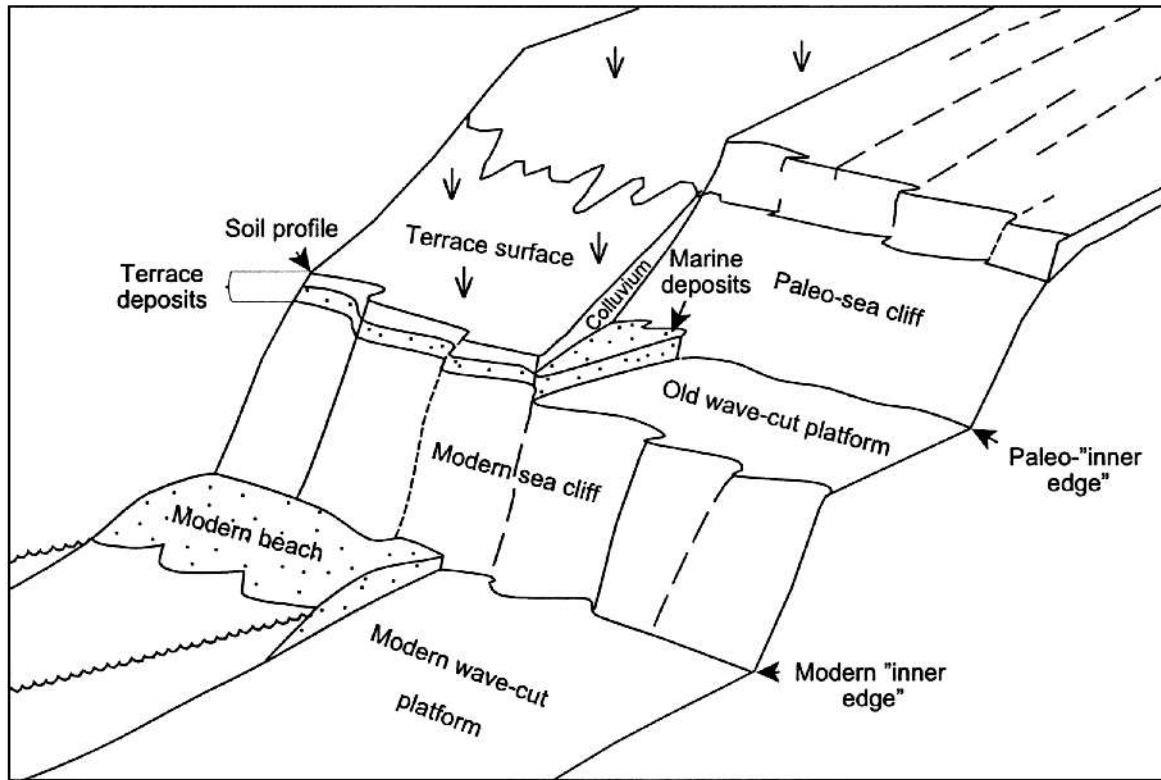 Soil profile
Terrace
deposits
Terrace surface
Colluvium
Marine
deposits
Paleo-sea cliff
Old wave-cut platform
Paleo-"inner
edge"
Modern sea cliff
Modern beach
Modern wave-cut
platform
Modern "inner
edge"